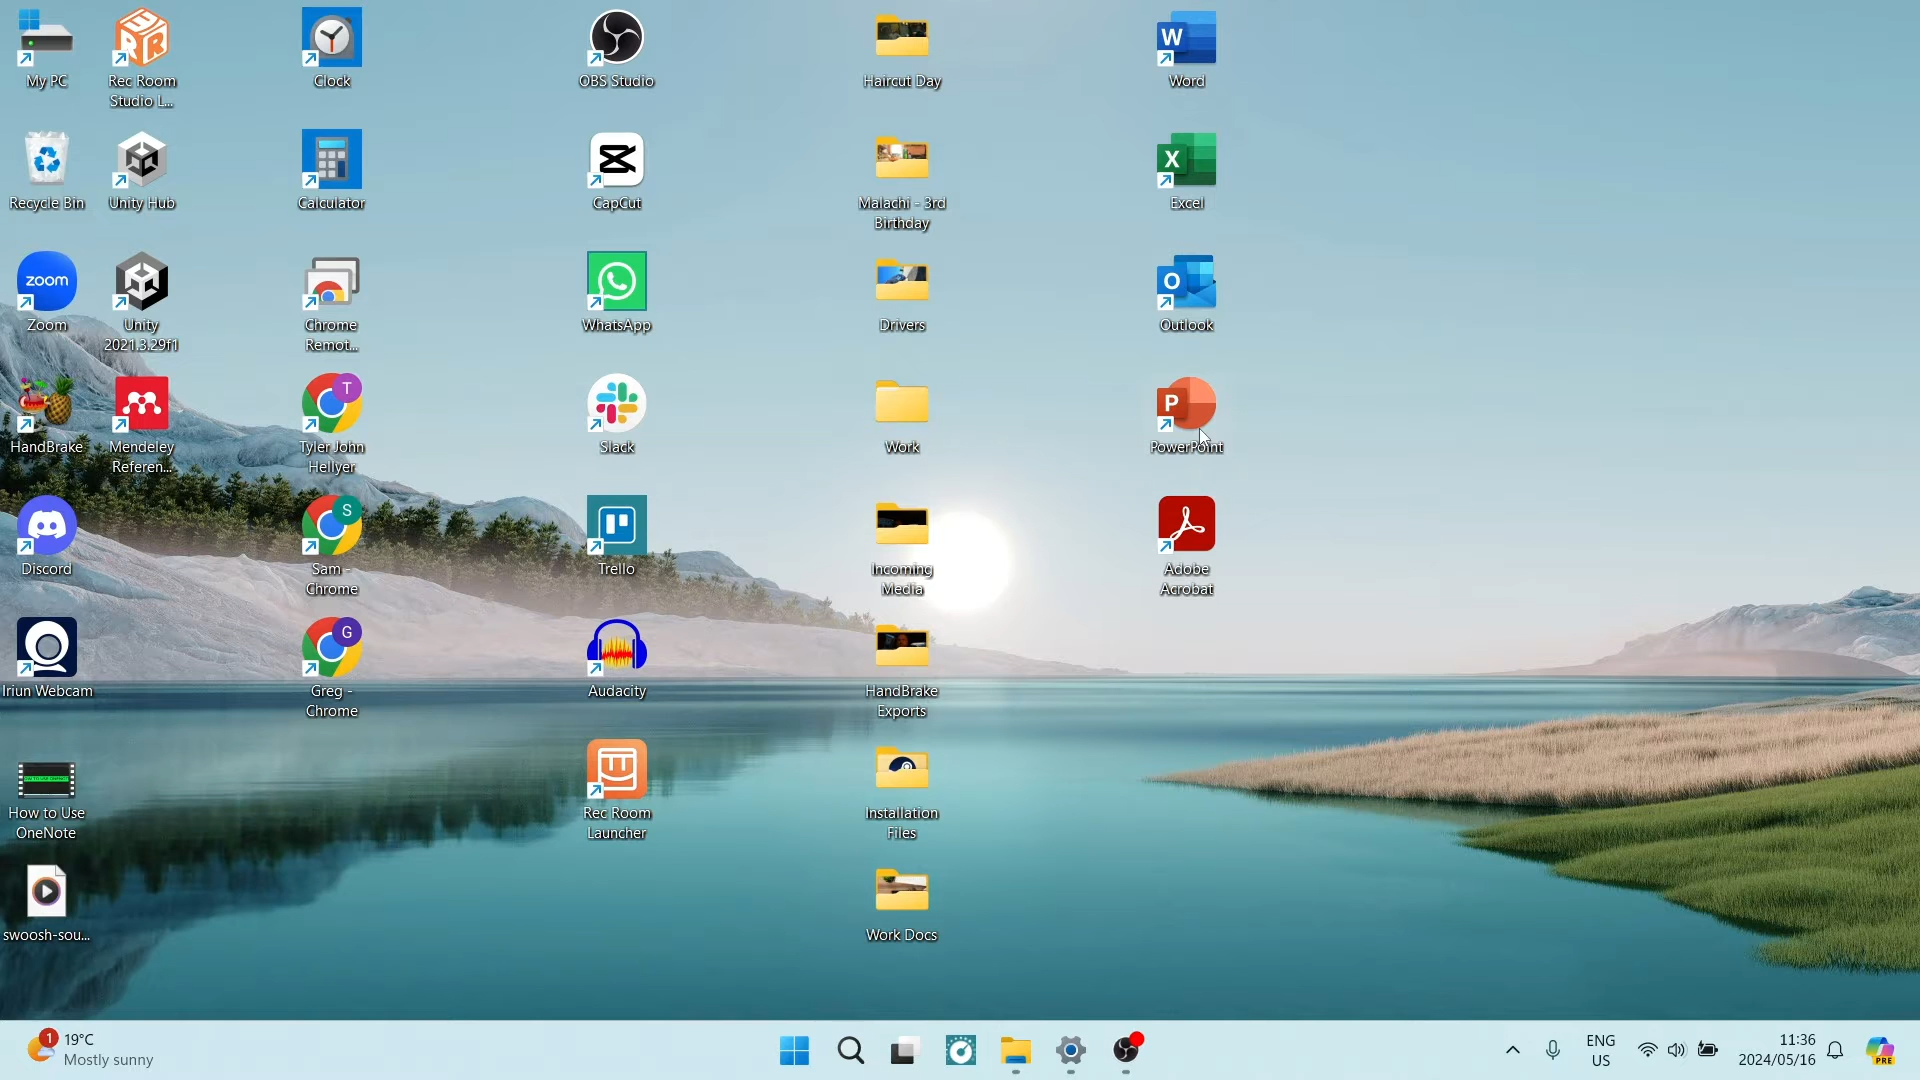 My PC
Rec Room
Studio L...
Clock
OBS Studio
Haircut Day
W
Word
Recycle Bin
Unity Hub
Calculator
CapCut
Malachi - 3rd
Birthday
X
Excel
zoom
Zoom
Unity
2021.3.29f1
Chrome
Remot...
WhatsApp
Drivers
O
Outlook
HandBrake
Mendeley
Referen...
T
Tyler John
Hellyer
Slack
Work
P
PowerPoint
Discord
S
Sam -
Chrome
Trello
Incoming
Media
Adobe
Acrobat
Iriun Webcam
G
Greg -
Chrome
Audacity
HandBrake
Exports
How to Use
OneNote
Rec Room
Launcher
Installation
Files
swoosh-sou...
Work Docs
1
19°C
Mostly sunny
ENG
US
11:36
2024/05/16
PRE